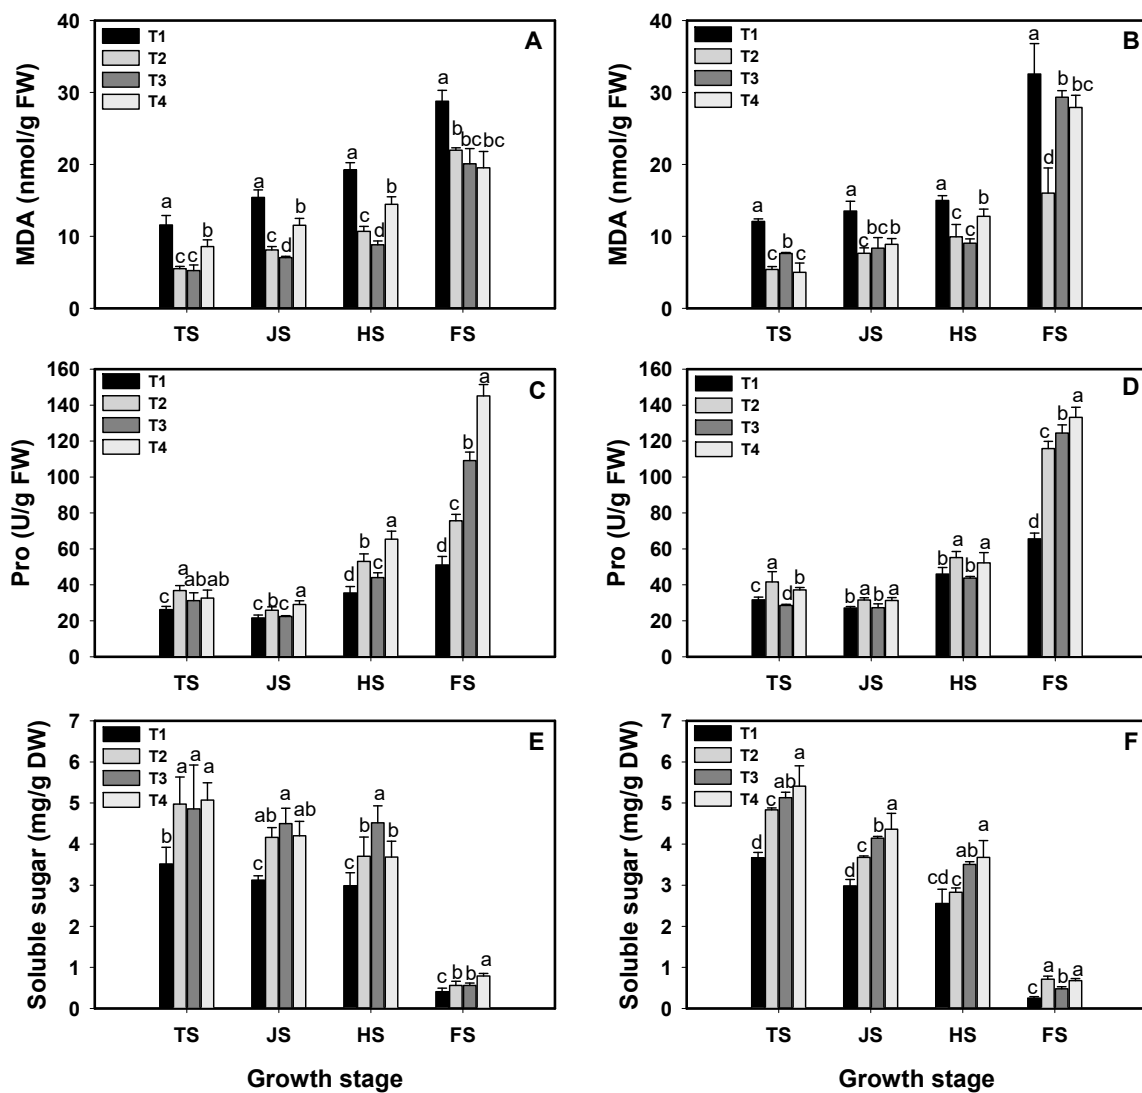 A
T1
T2
T3
T4
MDA (nmol/g FW)
40
30
20
10
0
a
c
c
b
a
c
d
b
a
c
d
b
a
b
bc
bc
TS
JS
HS
FS
B
T1
T2
T3
T4
MDA (nmol/g FW)
40
30
20
10
0
a
c
b
c
a
c
bc
b
a
c
c
b
a
d
b
bc
TS
JS
HS
FS
C
T1
T2
T3
T4
Pro (U/g FW)
160
140
120
100
80
60
40
20
0
c
a
ab
ab
c
b
c
a
d
b
c
a
d
c
b
a
TS
JS
HS
FS
D
T1
T2
T3
T4
Pro (U/g FW)
160
140
120
100
80
60
40
20
0
c
a
d
b
b
a
b
a
b
a
b
a
d
c
b
a
TS
JS
HS
FS
E
T1
T2
T3
T4
Soluble sugar (mg/g DW)
7
6
5
4
3
2
1
0
b
a
a
a
c
ab
a
ab
c
b
a
b
c
b
b
a
TS
JS
HS
FS
Growth stage
F
T1
T2
T3
T4
Soluble sugar (mg/g DW)
7
6
5
4
3
2
1
0
d
c
ab
a
d
c
b
a
cd
c
ab
a
c
a
b
a
TS
JS
HS
FS
Growth stage